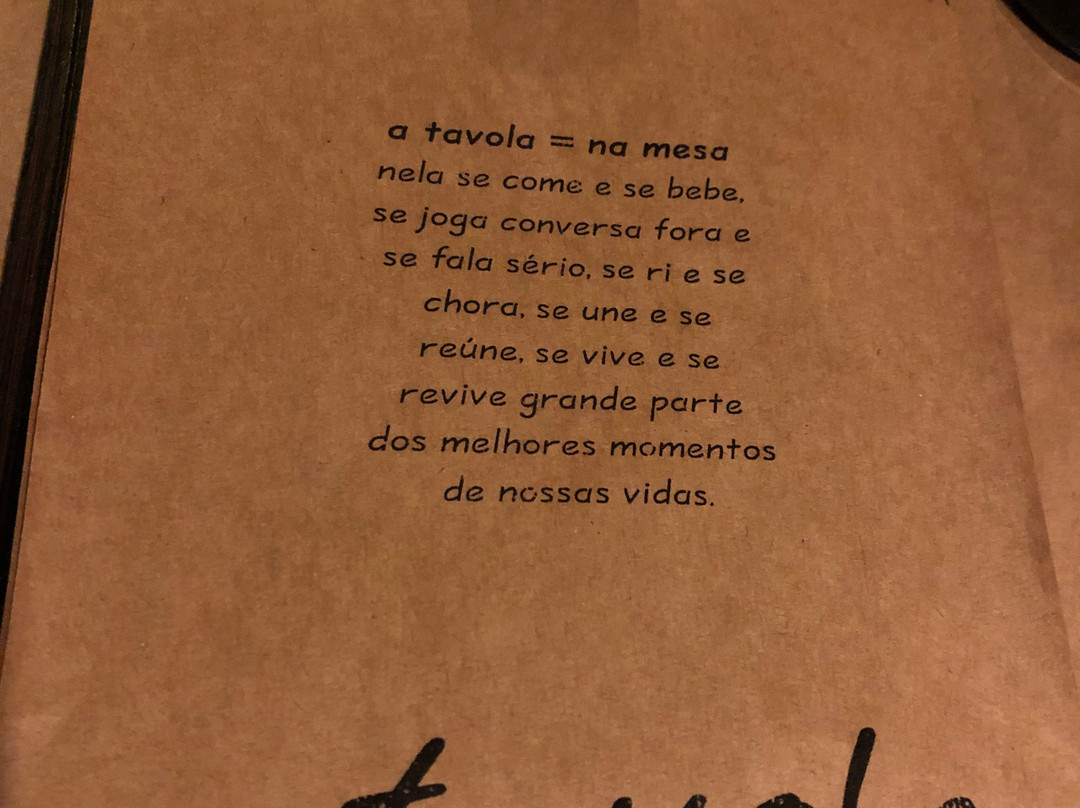 a tavola = na mesa
nela se come e se bebe,
se joga conversa fora e
se fala sério, se ri e se
chora, se une e se
reúne, se vive e se
revive grande parte
dos melhores momentos
de nossas vidas.